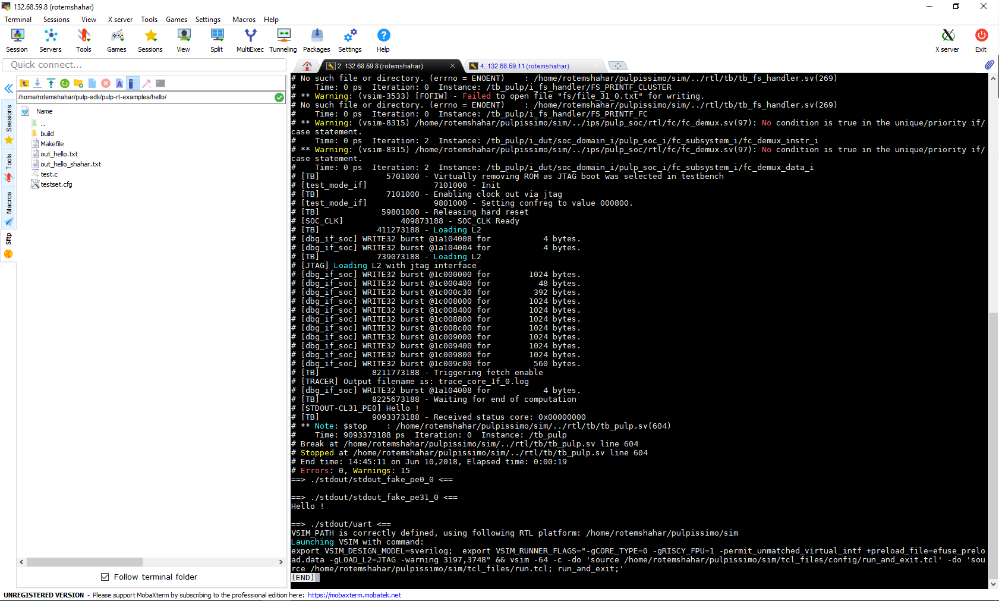 132.68.59.8 (rotemshahar)
Terminal Sessions View X server Tools Games Settings Macros Help
Session Servers Tools Games Sessions View Split MultiExec Tunneling Packages Settings Help X server Exit
Quick connect...
2. 132.68.59.8 (rotemshahar)
4. 132.68.59.11 (rotemshahar)
/home/rotemshahar/pulp-sdk/pulp-rt-examples/hello/
Name
..
build
Makefile
out_hello.txt
out_hello_shahar.txt
test.c
testset.cfg
Sessions
Tools
Macros
Sftp
Follow terminal folder
# No such file or directory. (errno = ENOENT)    : /home/rotemshahar/pulpissimo/sim/../rtl/tb/tb_fs_handler.sv(269)
#    Time: 0 ps  Iteration: 0  Instance: /tb_pulp/i_fs_handler/FS_PRINTF_CLUSTER
# ** Warning: (vsim-3533) [FOFIW] - Failed to open file "fs/file_31_0.txt" for writing.
# No such file or directory. (errno = ENOENT)    : /home/rotemshahar/pulpissimo/sim/../rtl/tb/tb_fs_handler.sv(269)
#    Time: 0 ps  Iteration: 0  Instance: /tb_pulp/i_fs_handler/FS_PRINTF_FC
# ** Warning: (vsim-8315) /home/rotemshahar/pulpissimo/sim/../ips/pulp_soc/rtl/fc/fc_demux.sv(97): No condition is true in the unique/priority if/
case statement.
#    Time: 0 ps  Iteration: 2  Instance: /tb_pulp/i_dut/soc_domain_i/pulp_soc_i/fc_subsystem_i/fc_demux_instr_i
# ** Warning: (vsim-8315) /home/rotemshahar/pulpissimo/sim/../ips/pulp_soc/rtl/fc/fc_demux.sv(97): No condition is true in the unique/priority if/
case statement.
#    Time: 0 ps  Iteration: 2  Instance: /tb_pulp/i_dut/soc_domain_i/pulp_soc_i/fc_subsystem_i/fc_demux_data_i
# [TB]              5701000 - Virtually removing ROM as JTAG boot was selected in testbench
# [test_mode_if]              7101000 - Init
# [TB]              7101000 - Enabling clock out via jtag
# [test_mode_if]              9801000 - Setting confreg to value 000800.
# [TB]             59801000 - Releasing hard reset
# [SOC_CLK]            409873188 - SOC_CLK Ready
# [TB]            411273188 - Loading L2
# [dbg_if_soc] WRITE32 burst @1a104008 for           4 bytes.
# [dbg_if_soc] WRITE32 burst @1a104004 for           4 bytes.
# [TB]            739073188 - Loading L2
# [JTAG] Loading L2 with jtag interface
# [dbg_if_soc] WRITE32 burst @1c000000 for        1024 bytes.
# [dbg_if_soc] WRITE32 burst @1c000400 for          48 bytes.
# [dbg_if_soc] WRITE32 burst @1c000c30 for         392 bytes.
# [dbg_if_soc] WRITE32 burst @1c008000 for        1024 bytes.
# [dbg_if_soc] WRITE32 burst @1c008400 for        1024 bytes.
# [dbg_if_soc] WRITE32 burst @1c008800 for        1024 bytes.
# [dbg_if_soc] WRITE32 burst @1c008c00 for        1024 bytes.
# [dbg_if_soc] WRITE32 burst @1c009000 for        1024 bytes.
# [dbg_if_soc] WRITE32 burst @1c009400 for        1024 bytes.
# [dbg_if_soc] WRITE32 burst @1c009800 for        1024 bytes.
# [dbg_if_soc] WRITE32 burst @1c009c00 for         560 bytes.
# [TB]           8211773188 - Triggering fetch enable
# [TRACER] Output filename is: trace_core_1f_0.log
# [dbg_if_soc] WRITE32 burst @1a104008 for           4 bytes.
# [TB]           8225673188 - Waiting for end of computation
# [STDOUT-CL31_PE0] Hello !
# [TB]           9093373188 - Received status core: 0x00000000
# ** Note: $stop    : /home/rotemshahar/pulpissimo/sim/../rtl/tb/tb_pulp.sv(604)
#    Time: 9093373188 ps  Iteration: 0  Instance: /tb_pulp
# Break at /home/rotemshahar/pulpissimo/sim/../rtl/tb/tb_pulp.sv line 604
# Stopped at /home/rotemshahar/pulpissimo/sim/../rtl/tb/tb_pulp.sv line 604
# End time: 14:45:11 on Jun 10,2018, Elapsed time: 0:00:19
# Errors: 0, Warnings: 15
==> ./stdout/stdout_fake_pe0_0 <==
==> ./stdout/stdout_fake_pe31_0 <==
Hello !
==> ./stdout/uart <==
VSIM_PATH is correctly defined, using following RTL platform: /home/rotemshahar/pulpissimo/sim
Launching VSIM with command:
export VSIM_DESIGN_MODEL=sverilog;  export VSIM_RUNNER_FLAGS="-gCORE_TYPE=0 -gRISCY_FPU=1 -permit_unmatched_virtual_intf +preload_file=efuse_prelo
ad.data -gLOAD_L2=JTAG -warning 3197,3748" && vsim -64 -c -do 'source /home/rotemshahar/pulpissimo/sim/tcl_files/config/run_and_exit.tcl' -do 'sou
rce /home/rotemshahar/pulpissimo/sim/tcl_files/run.tcl; run_and_exit;'
(END)
UNREGISTERED VERSION - Please support MobaXterm by subscribing to the professional edition here: https://mobaxterm.mobatek.net